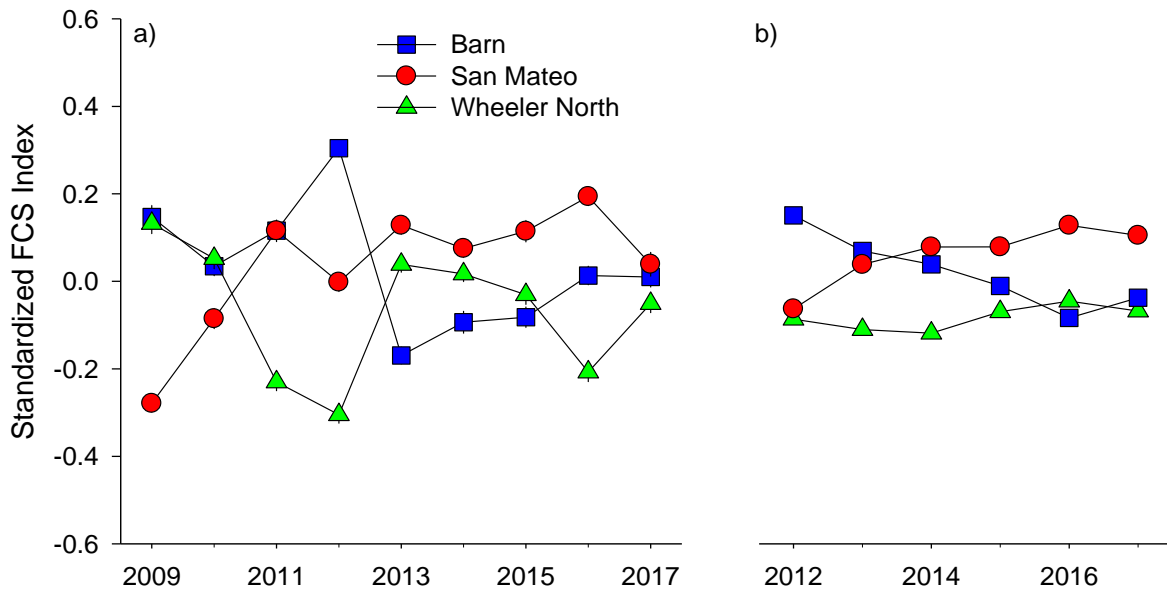 a)
Barn
San Mateo
Wheeler North
b)
Standardized FCS Index
0.6
0.4
0.2
0.0
-0.2
-0.4
-0.6
2009 2011 2013 2015 2017
2012 2014 2016